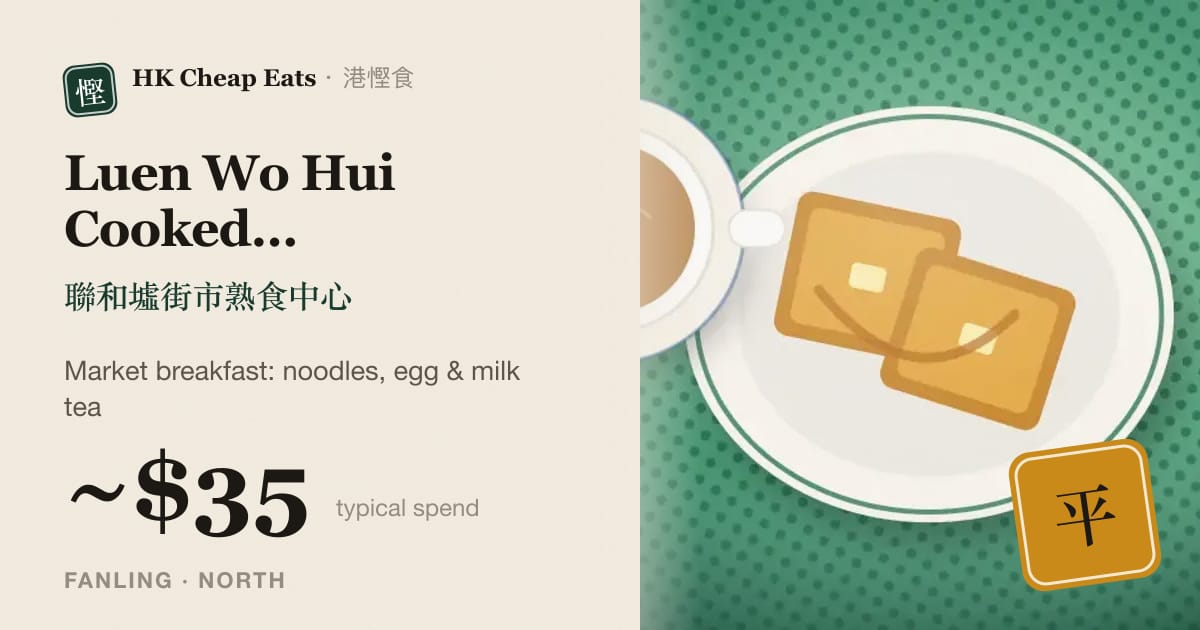 慳
HK Cheap Eats · 港慳食
Luen Wo Hui
Cooked...
聯和墟街市熟食中心
Market breakfast: noodles, egg & milk
tea
~$35 typical spend
FANLING · NORTH
平